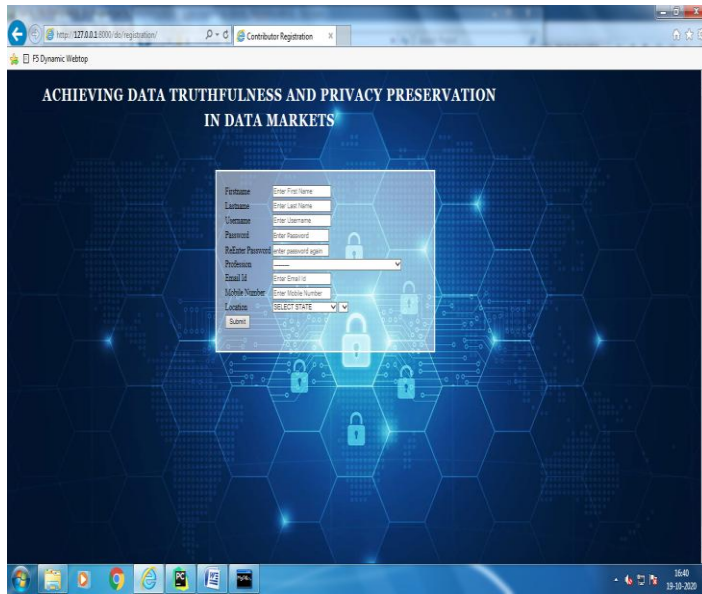 http://127.0.0.1:8000/do/registration/
Contributor Registration
F5 Dynamic Webtop
ACHIEVING DATA TRUTHFULNESS AND PRIVACY PRESERVATION
IN DATA MARKETS
Firstname Enter First Name
Lastname Enter Last Name
Username Enter Username
Password Enter Password
ReEnter Password enter password again
Profession ---------
Email Id Enter Email Id
Mobile Number Enter Mobile Number
Location SELECT STATE
Submit
16:40
19-10-2020